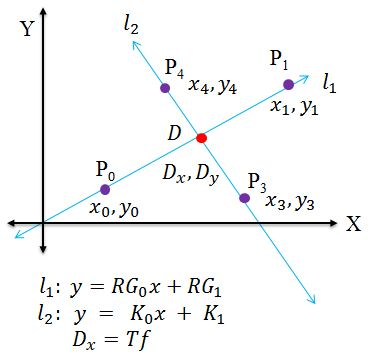 Y
l₂
P₄
x₄, y₄
P₁
l₁
x₁, y₁
D
P₀
Dₓ, Dᵧ
P₃
x₀, y₀
x₃, y₃
X
l₁: y = RG₀x + RG₁
l₂: y = K₀x + K₁
Dₓ = Tf